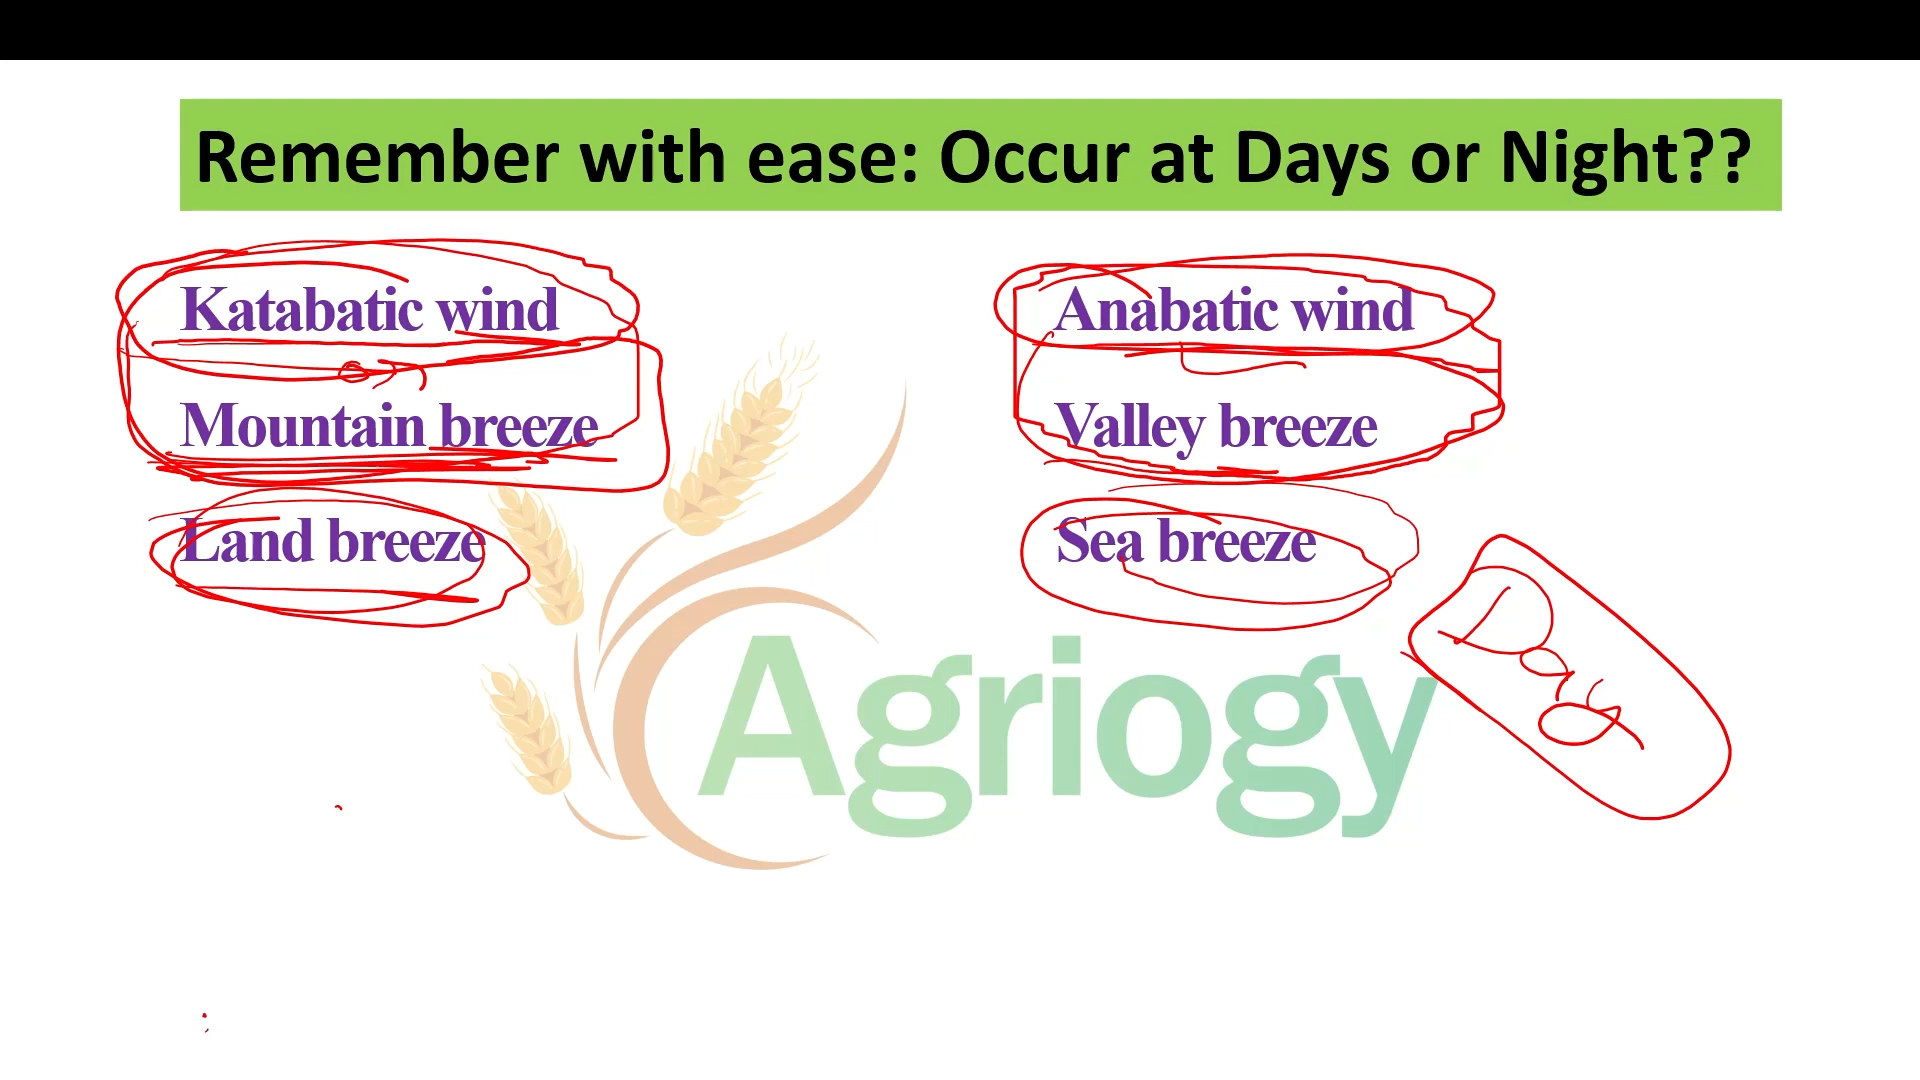 Remember with ease: Occur at Days or Night??
Katabatic wind
Anabatic wind
Mountain breeze
Valley breeze
Land breeze
Sea breeze
Day
Agriogy